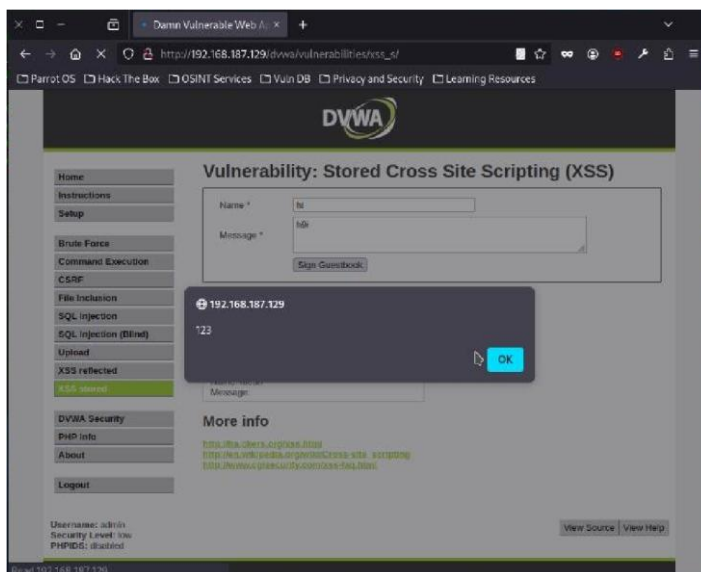 Damn Vulnerable Web A
http://192.168.187.129/dvwa/vulnerabilities/xss_s/
Parrot OS Hack The Box OSINT Services Vuln DB Privacy and Security Learning Resources
DVWA
Home
Instructions
Setup
Brute Force
Command Execution
CSRF
File Inclusion
SQL Injection
SQL Injection (Blind)
Upload
XSS reflected
XSS stored
DVWA Security
PHP Info
About
Logout
Vulnerability: Stored Cross Site Scripting (XSS)
Name *
Message *
Sign Guestbook
192.168.187.129
123
OK
Message:
More info
http://ha.ckers.org/xss.html
http://en.wikipedia.org/wiki/Cross-site_scripting
http://www.cgisecurity.com/xss-faq.html
Username: admin
Security Level: low
PHPIDS: disabled
View Source View Help
Read 192.168.187.129